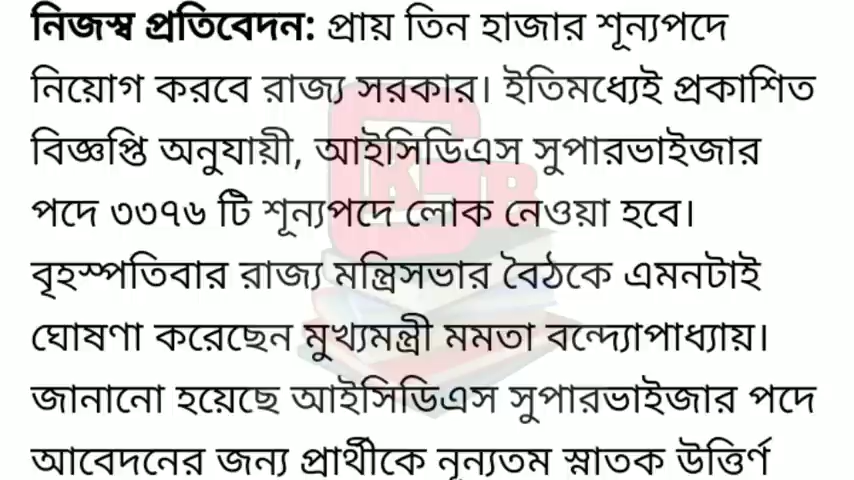 নিজস্ব প্রতিবেদন: প্রায় তিন হাজার শূন্যপদে
নিয়োগ করবে রাজ্য সরকার। ইতিমধ্যেই প্রকাশিত
বিজ্ঞপ্তি অনুযায়ী, আইসিডিএস সুপারভাইজার
পদে ৩৩৭৬ টি শূন্যপদে লোক নেওয়া হবে।
বৃহস্পতিবার রাজ্য মন্ত্রিসভার বৈঠকে এমনটাই
ঘোষণা করেছেন মুখ্যমন্ত্রী মমতা বন্দ্যোপাধ্যায়।
জানানো হয়েছে আইসিডিএস সুপারভাইজার পদে
আবেদনের জন্য প্রার্থীকে নূন্যতম স্নাতক উত্তির্ণ